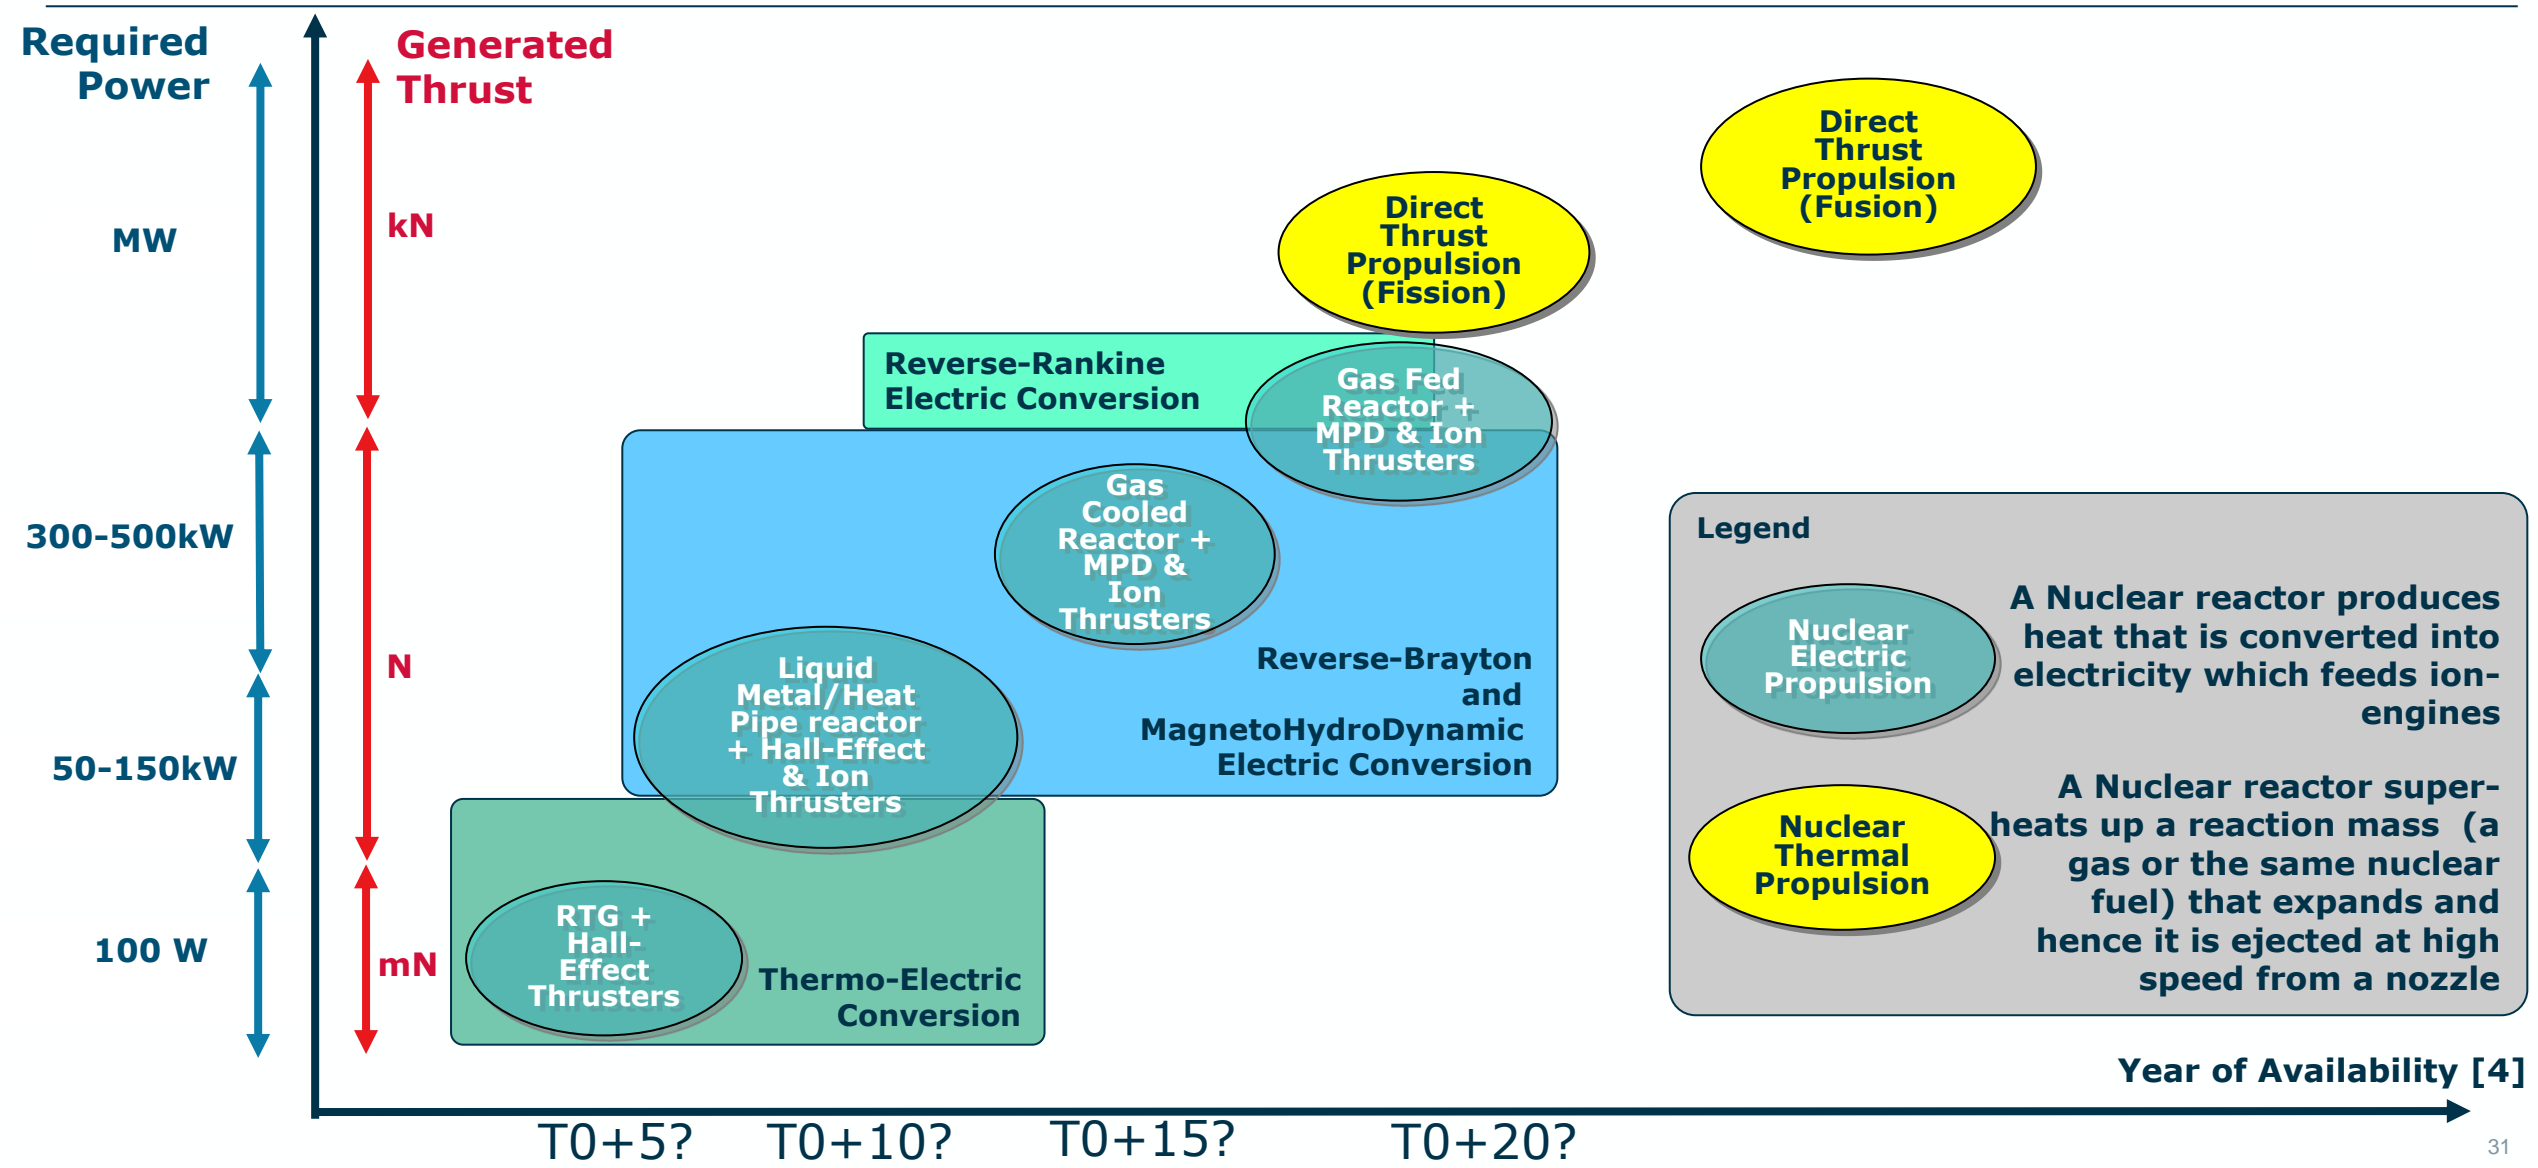 Required
Power
Generated
Thrust
MW
kN
300-500kW
N
50-150kW
100 W
mN
Direct
Thrust
Propulsion
(Fusion)
Direct
Thrust
Propulsion
(Fission)
Reverse-Rankine
Electric Conversion
Gas Fed
Reactor +
MPD & Ion
Thrusters
Gas
Cooled
Reactor +
MPD &
Ion
Thrusters
Reverse-Brayton
and
MagnetoHydroDynamic
Electric Conversion
Liquid
Metal/Heat
Pipe reactor
+ Hall-Effect
& Ion
Thrusters
RTG +
Hall-
Effect
Thrusters
Thermo-Electric
Conversion
Legend
Nuclear
Electric
Propulsion
A Nuclear reactor produces
heat that is converted into
electricity which feeds ion-
engines
Nuclear
Thermal
Propulsion
A Nuclear reactor super-
heats up a reaction mass (a
gas or the same nuclear
fuel) that expands and
hence it is ejected at high
speed from a nozzle
Year of Availability [4]
T0+5?
T0+10?
T0+15?
T0+20?
31